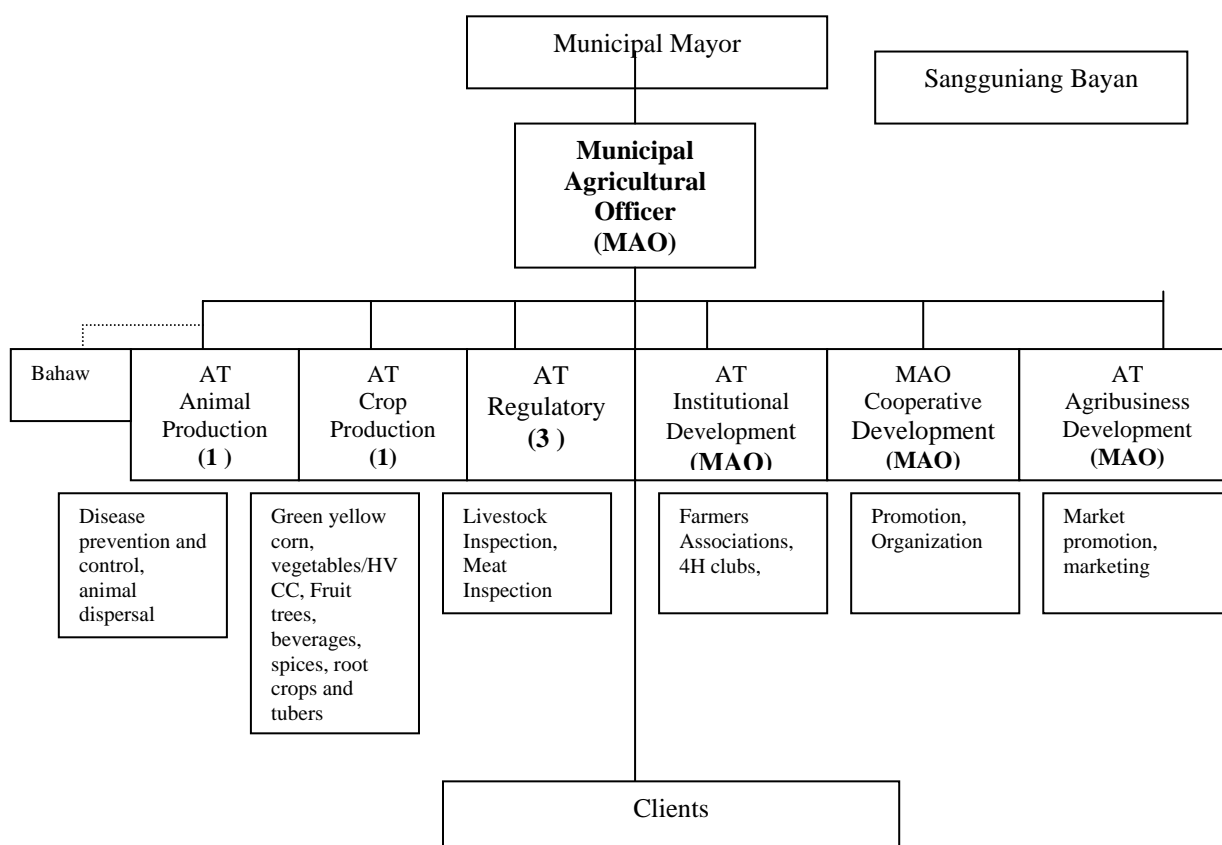 Municipal Mayor
Sangguniang Bayan
Municipal
Agricultural
Officer
(MAO)
Bahaw
AT
Animal
Production
(1 )
AT
Crop
Production
(1)
AT
Regulatory
(3 )
AT
Institutional
Development
(MAO)
MAO
Cooperative
Development
(MAO)
AT
Agribusiness
Development
(MAO)
Disease
prevention and
control,
animal
dispersal
Green yellow
corn,
vegetables/HV
CC, Fruit
trees,
beverages,
spices, root
crops and
tubers
Livestock
Inspection,
Meat
Inspection
Farmers
Associations,
4H clubs,
Promotion,
Organization
Market
promotion,
marketing
Clients